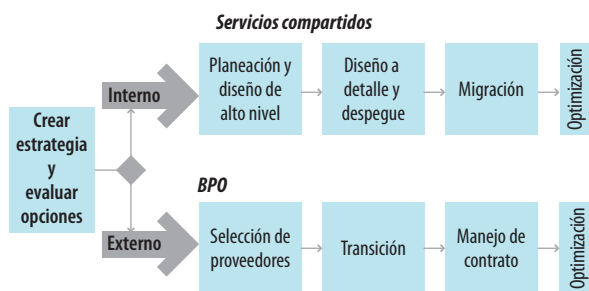 Servicios compartidos
Crear
estrategia
y
evaluar
opciones
Interno
Planeación y
diseño de
alto nivel
Diseño a
detalle y
despegue
Migración
Optimización
BPO
Externo
Selección de
proveedores
Transición
Manejo de
contrato
Optimización